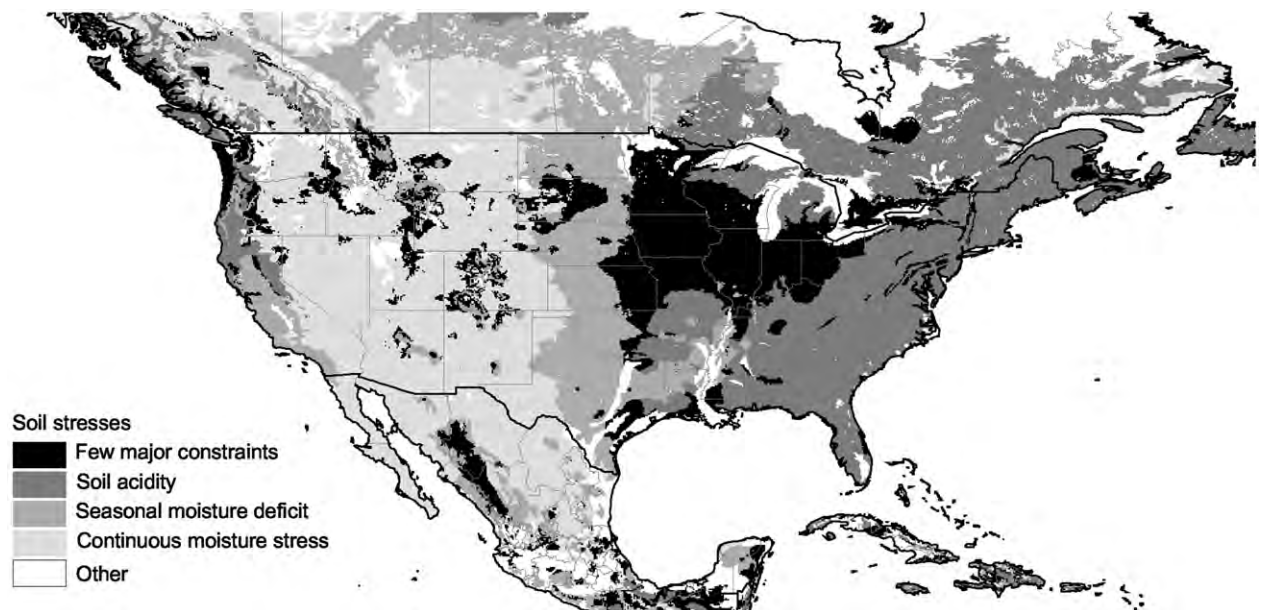 Soil stresses
Few major constraints
Soil acidity
Seasonal moisture deficit
Continuous moisture stress
Other